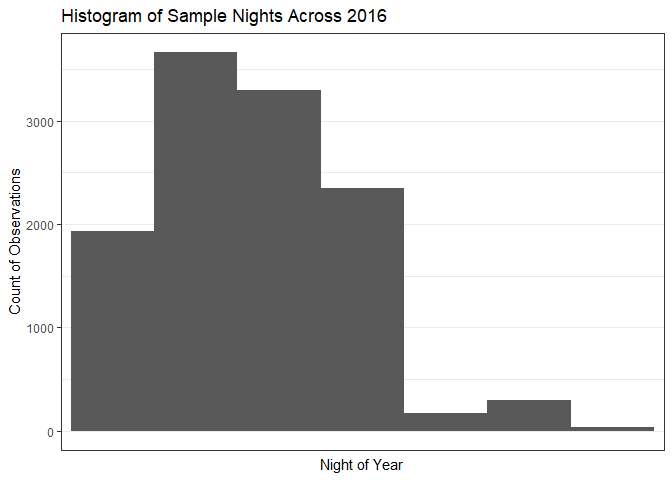 Histogram of Sample Nights Across 2016
Count of Observations
3000
2000
1000
0
Night of Year